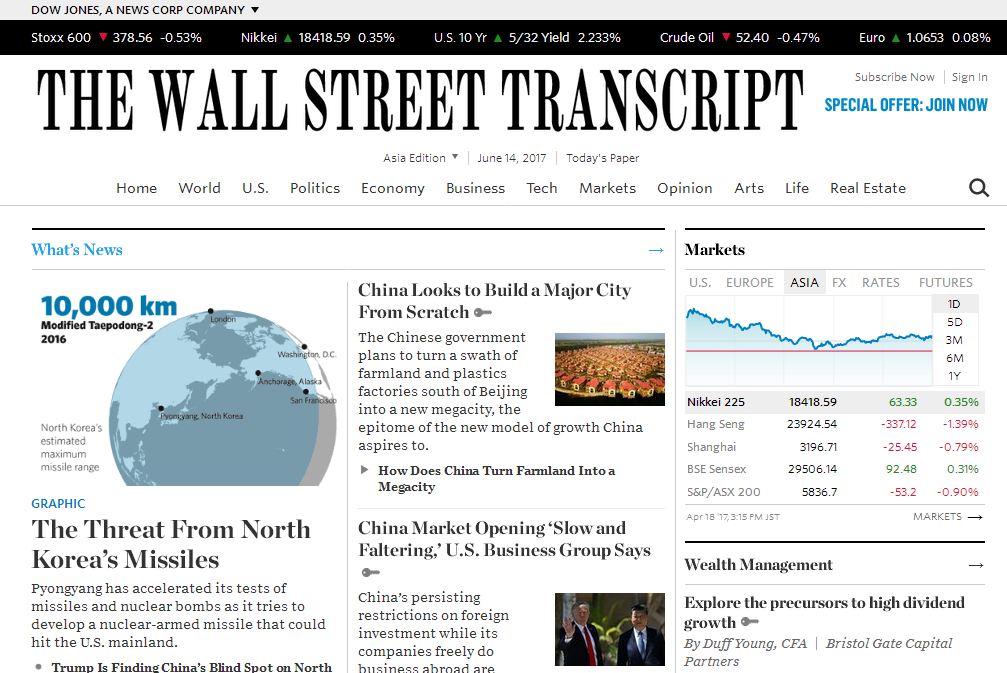 DOW JONES, A NEWS CORP COMPANY
Stoxx 600 378.56 -0.53% Nikkei 18418.59 0.35% U.S. 10 Yr 5/32 Yield 2.233% Crude Oil 52.40 -0.47% Euro 1.0653 0.08%
THE WALL STREET TRANSCRIPT
Subscribe Now Sign In
SPECIAL OFFER: JOIN NOW
Asia Edition June 14, 2017 Today's Paper
Home World U.S. Politics Economy Business Tech Markets Opinion Arts Life Real Estate
What's News
10,000 km
Modified Taepodong-2
2016
London
Washington, D.C.
Anchorage, Alaska
San Francisco
Pyongyang, North Korea
North Korea's
estimated
maximum
missile range
GRAPHIC
The Threat From North
Korea's Missiles
Pyongyang has accelerated its tests of
missiles and nuclear bombs as it tries to
develop a nuclear-armed missile that could
hit the U.S. mainland.
Trump Is Finding China's Blind Spot on North
China Looks to Build a Major City
From Scratch
The Chinese government
plans to turn a swath of
farmland and plastics
factories south of Beijing
into a new megacity, the
epitome of the new model of growth China
aspires to.
How Does China Turn Farmland Into a
Megacity
China Market Opening ‘Slow and
Faltering,’ U.S. Business Group Says
China's persisting
restrictions on foreign
investment while its
companies freely do
business abroad are
Markets
U.S. EUROPE ASIA FX RATES FUTURES
1D
5D
3M
6M
1Y
Nikkei 225 18418.59 63.33 0.35%
Hang Seng 23924.54 -337.12 -1.39%
Shanghai 3196.71 -25.45 -0.79%
BSE Sensex 29506.14 92.48 0.31%
S&P/ASX 200 5836.7 -53.2 -0.90%
Apr 18 '17, 3:15 PM JST MARKETS
Wealth Management
Explore the precursors to high dividend
growth
By Duff Young, CFA | Bristol Gate Capital
Partners